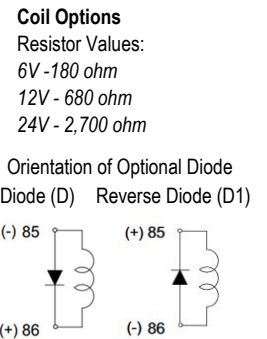 Coil Options
Resistor Values:
6V -180 ohm
12V - 680 ohm
24V - 2,700 ohm
Orientation of Optional Diode
Diode (D) Reverse Diode (D1)
(-) 85 (+) 85
(+) 86 (-) 86